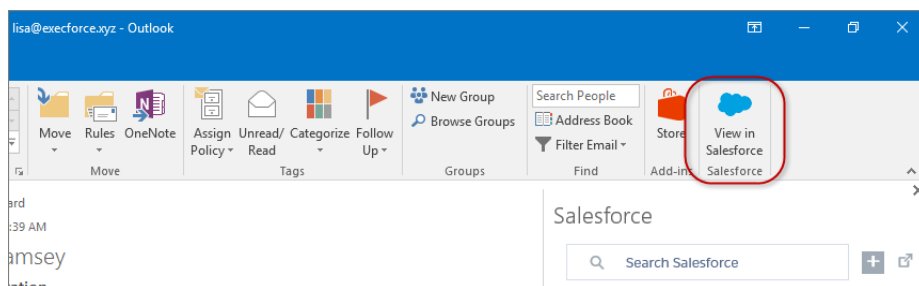 lisa@execforce.xyz - Outlook
New Group
Search People
Browse Groups
Address Book
Filter Email
Move Rules OneNote
Assign Policy
Unread/ Read
Categorize
Follow Up
Store
View in Salesforce
Move
Tags
Groups
Find
Add-ins
Salesforce
ard
:39 AM
amsey
Salesforce
Search Salesforce